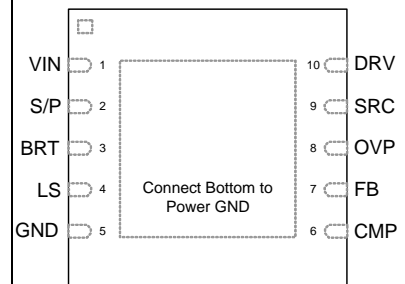 VIN 1 10 DRV
S/P 2 9 SRC
BRT 3 8 OVP
LS 4 Connect Bottom to 7 FB
Power GND
GND 5 6 CMP